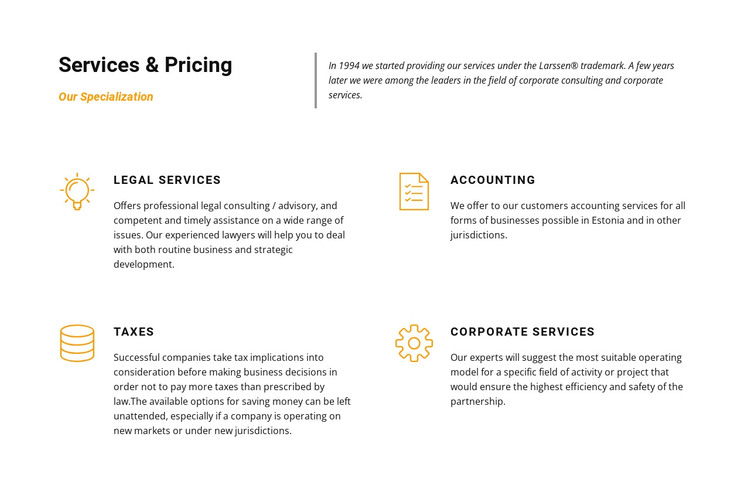 Services & Pricing
Our Specialization
In 1994 we started providing our services under the Larssen® trademark. A few years
later we were among the leaders in the field of corporate consulting and corporate
services.
LEGAL SERVICES
Offers professional legal consulting / advisory, and
competent and timely assistance on a wide range of
issues. Our experienced lawyers will help you to deal
with both routine business and strategic
development.
ACCOUNTING
We offer to our customers accounting services for all
forms of businesses possible in Estonia and in other
jurisdictions.
TAXES
Successful companies take tax implications into
consideration before making business decisions in
order not to pay more taxes than prescribed by
law.The available options for saving money can be left
unattended, especially if a company is operating on
new markets or under new jurisdictions.
CORPORATE SERVICES
Our experts will suggest the most suitable operating
model for a specific field of activity or project that
would ensure the highest efficiency and safety of the
partnership.